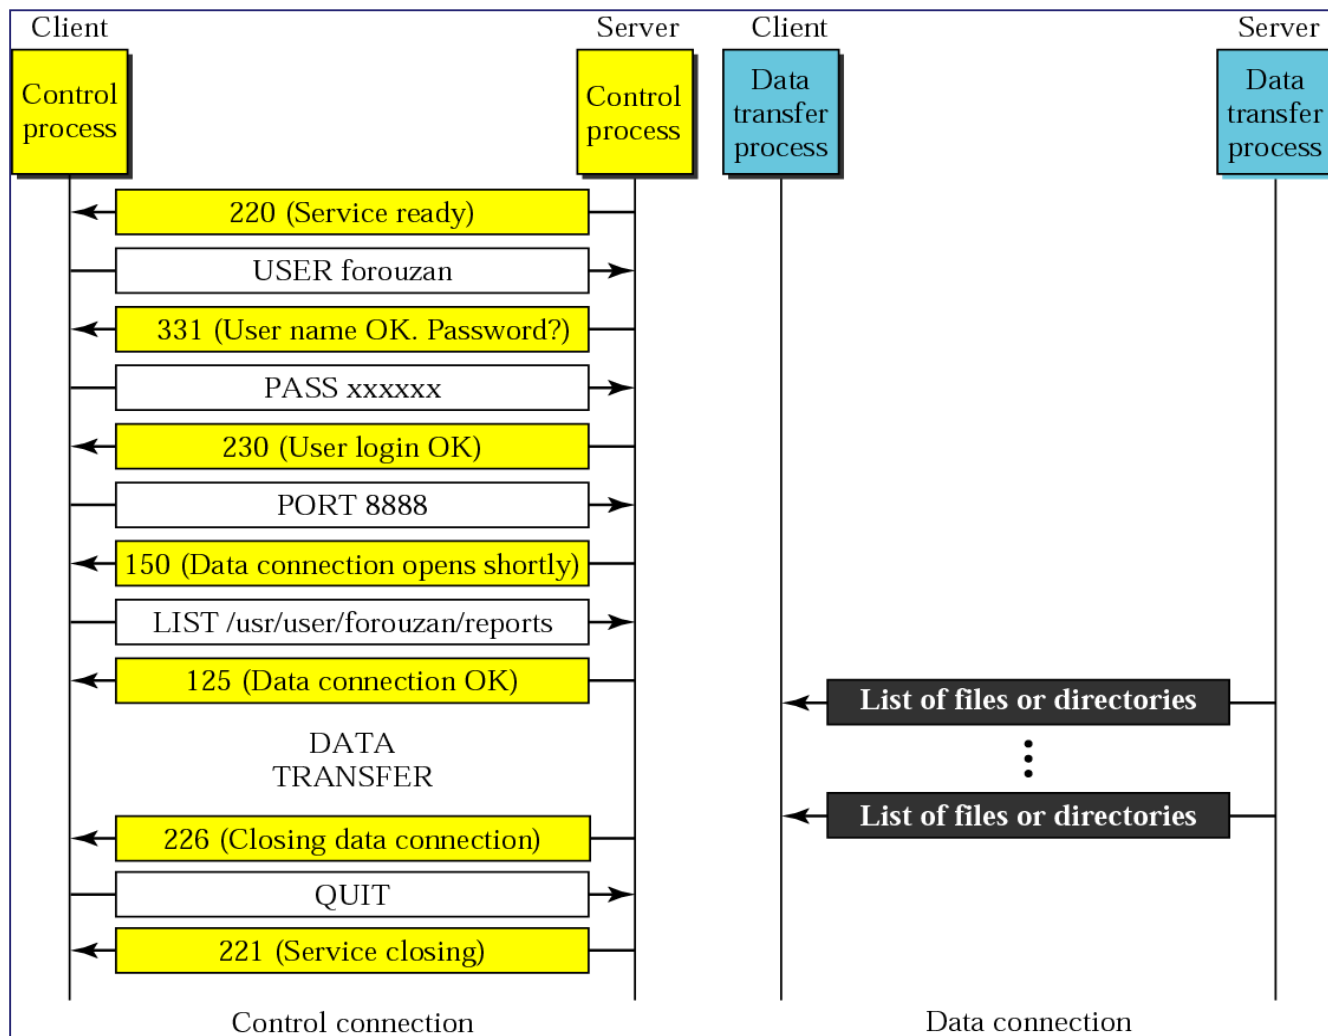 Client
Server
Client
Server
Control
process
Control
process
Data
transfer
process
Data
transfer
process
220 (Service ready)
USER forouzan
331 (User name OK. Password?)
PASS xxxxxx
230 (User login OK)
PORT 8888
150 (Data connection opens shortly)
LIST /usr/user/forouzan/reports
125 (Data connection OK)
DATA
TRANSFER
226 (Closing data connection)
QUIT
221 (Service closing)
Control connection
List of files or directories
List of files or directories
Data connection